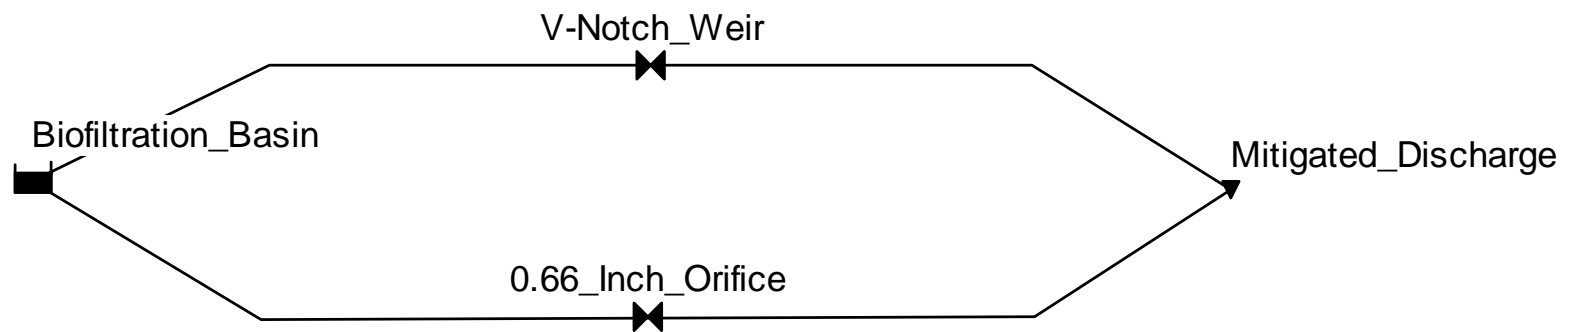 V-Notch_Weir
Biofiltration_Basin
Mitigated_Discharge
0.66_Inch_Orifice